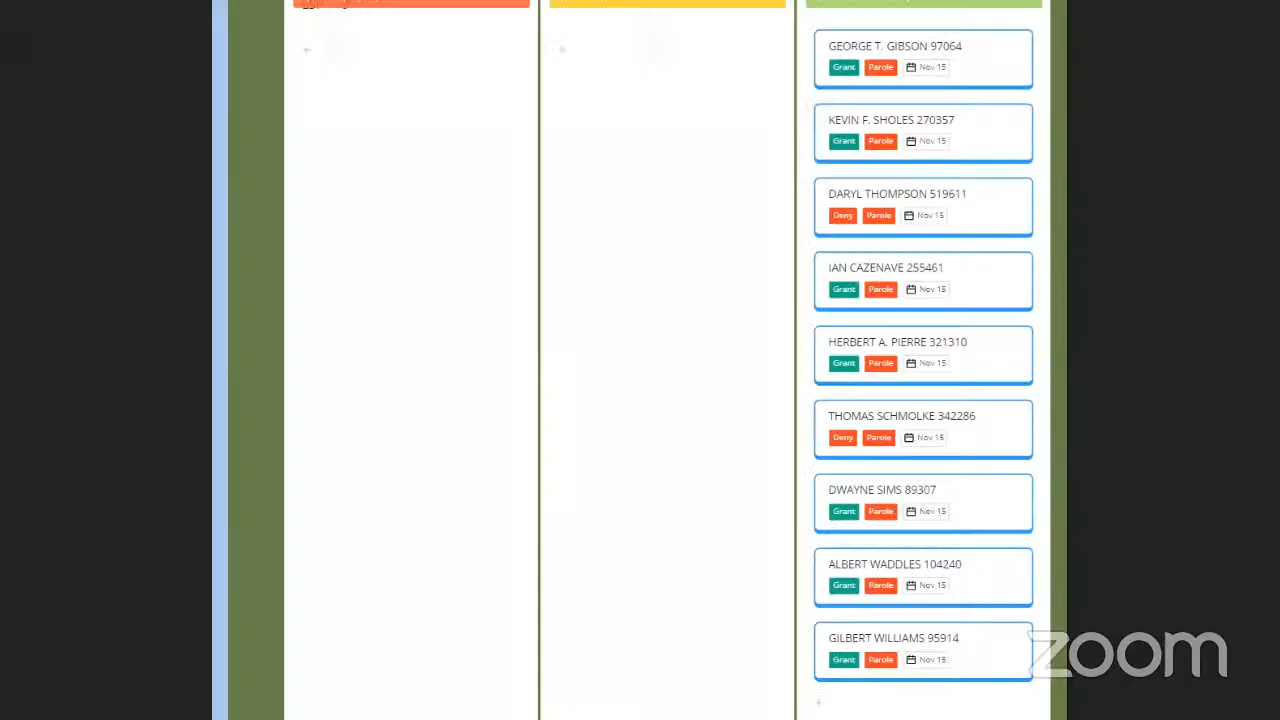 GEORGE T. GIBSON 97064
Grant Parole Nov 15
KEVIN F. SHOLES 270357
Grant Parole Nov 15
DARYL THOMPSON 519611
Deny Parole Nov 15
IAN CAZENAVE 255461
Grant Parole Nov 15
HERBERT A. PIERRE 321310
Grant Parole Nov 15
THOMAS SCHMOLKE 342286
Deny Parole Nov 15
DWAYNE SIMS 89307
Grant Parole Nov 15
ALBERT WADDLES 104240
Grant Parole Nov 15
GILBERT WILLIAMS 95914
Grant Parole Nov 15
zoom